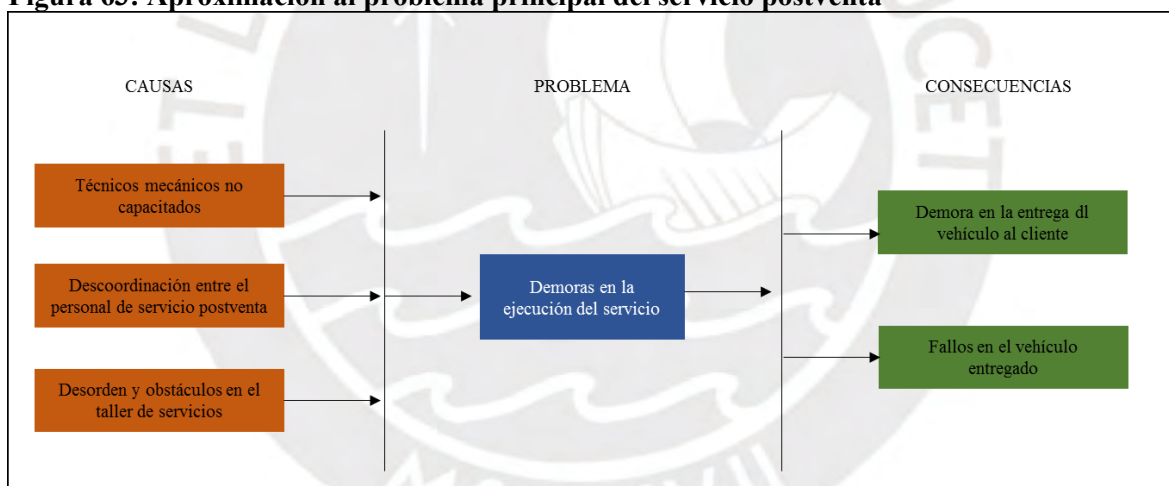 Figura 63: Aproximación al problema principal del servicio postventa
CAUSAS
PROBLEMA
CONSECUENCIAS
Técnicos mecánicos no
capacitados
Descoordinación entre el
personal de servicio postventa
Desorden y obstáculos en el
taller de servicios
Demoras en la
ejecución del servicio
Demora en la entrega dl
vehículo al cliente
Fallos en el vehículo
entregado